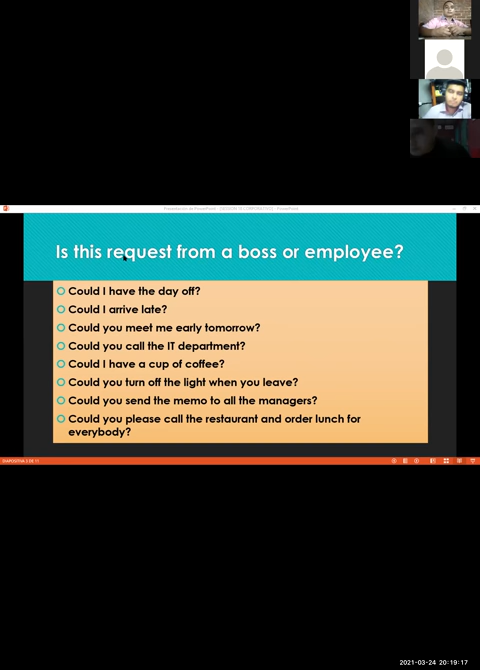 Is this request from a boss or employee?
Could I have the day off?
Could I arrive late?
Could you meet me early tomorrow?
Could you call the IT department?
Could I have a cup of coffee?
Could you turn off the light when you leave?
Could you send the memo to all the managers?
Could you please call the restaurant and order lunch for
everybody?
2021-03-24 20:19:17